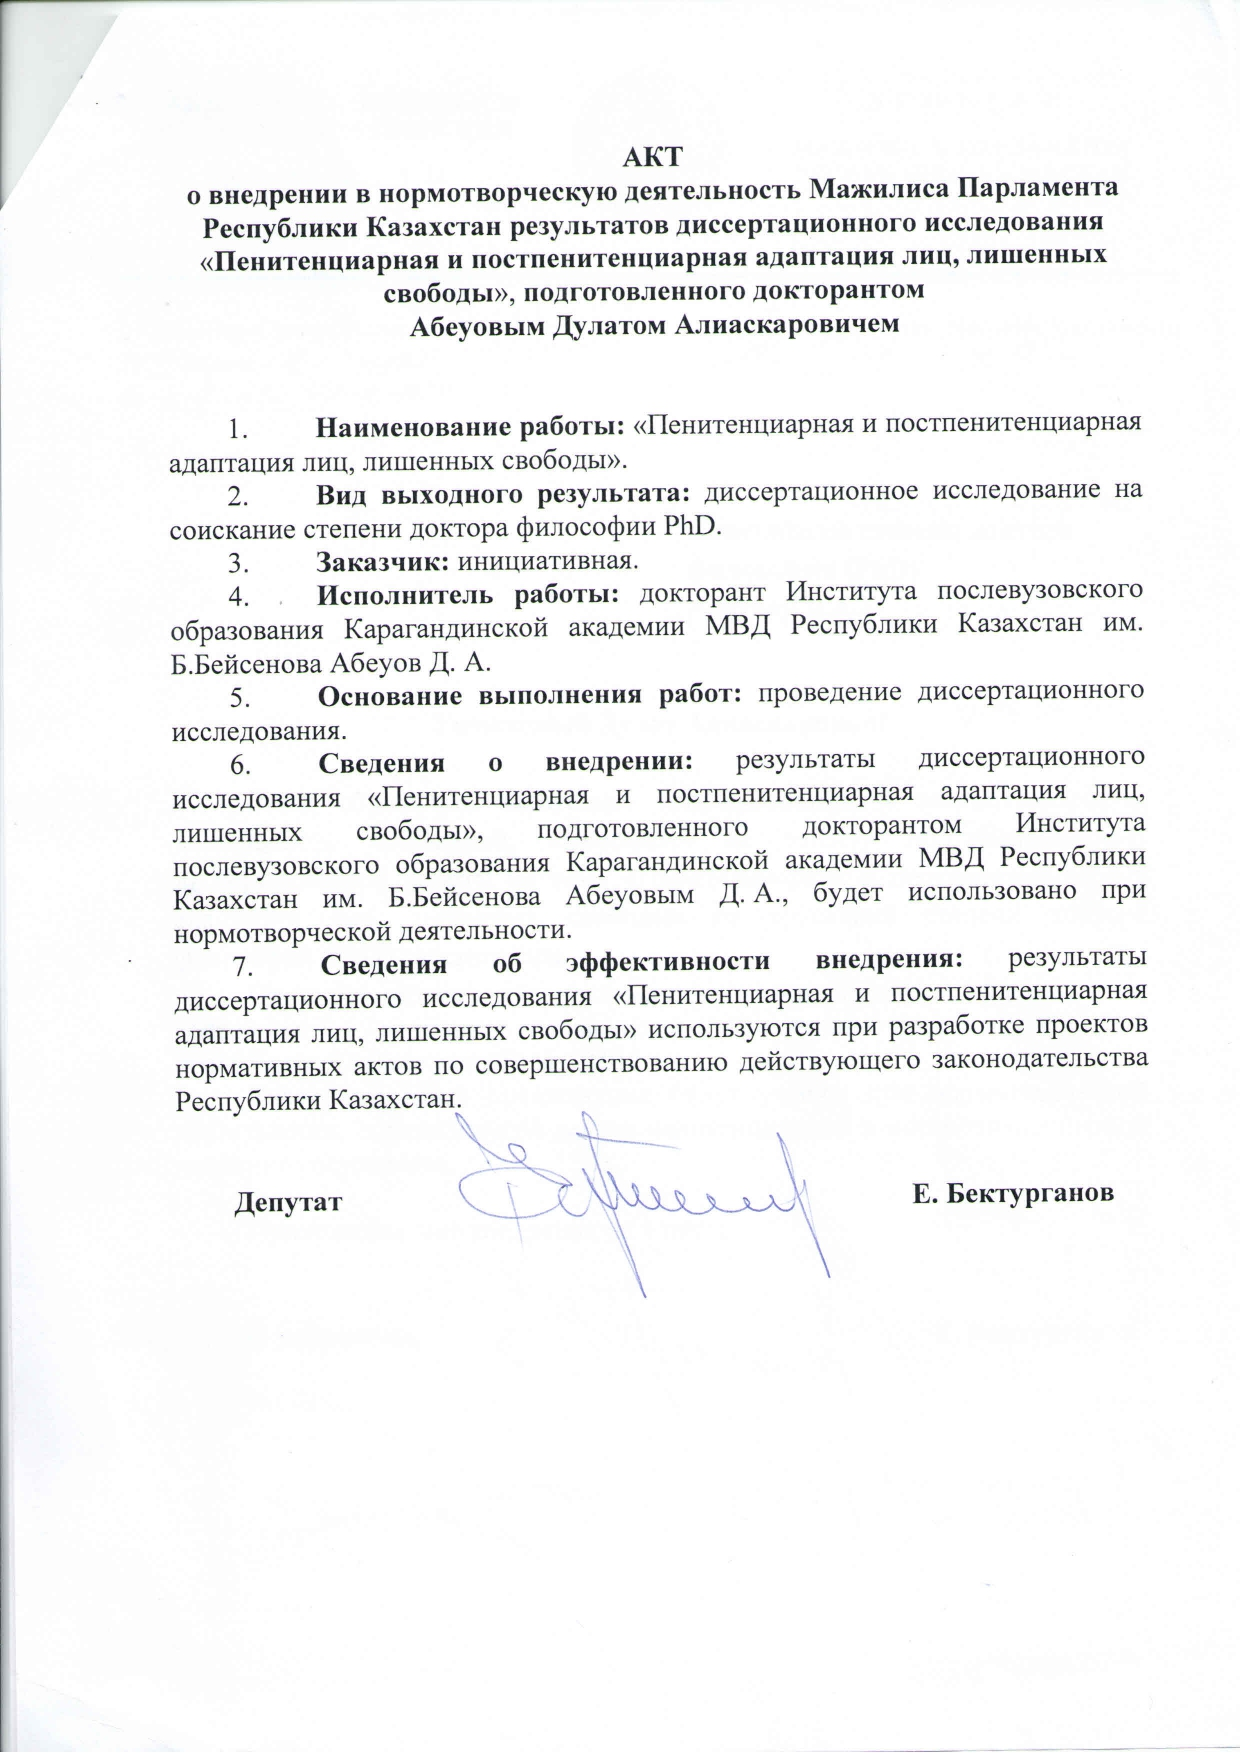 АКТ
о внедрении в нормотворческую деятельность Мажилиса Парламента
Республики Казахстан результатов диссертационного исследования
«Пенитенциарная и постпенитенциарная адаптация лиц, лишенных
свободы», подготовленного докторантом
Абеуовым Дулатом Алиаскаровичем
1. Наименование работы: «Пенитенциарная и постпенитенциарная
адаптация лиц, лишенных свободы».
2. Вид выходного результата: диссертационное исследование на
соискание степени доктора философии PhD.
3. Заказчик: инициативная.
4. Исполнитель работы: докторант Института послевузовского
образования Карагандинской академии МВД Республики Казахстан им.
Б.Бейсенова Абеуов Д. А.
5. Основание выполнения работ: проведение диссертационного
исследования.
6. Сведения о внедрении: результаты диссертационного
исследования «Пенитенциарная и постпенитенциарная адаптация лиц,
лишенных свободы», подготовленного докторантом Института
послевузовского образования Карагандинской академии МВД Республики
Казахстан им. Б.Бейсенова Абеуовым Д. А., будет использовано при
нормотворческой деятельности.
7. Сведения об эффективности внедрения: результаты
диссертационного исследования «Пенитенциарная и постпенитенциарная
адаптация лиц, лишенных свободы» используются при разработке проектов
нормативных актов по совершенствованию действующего законодательства
Республики Казахстан.
Депутат Е. Бектурганов